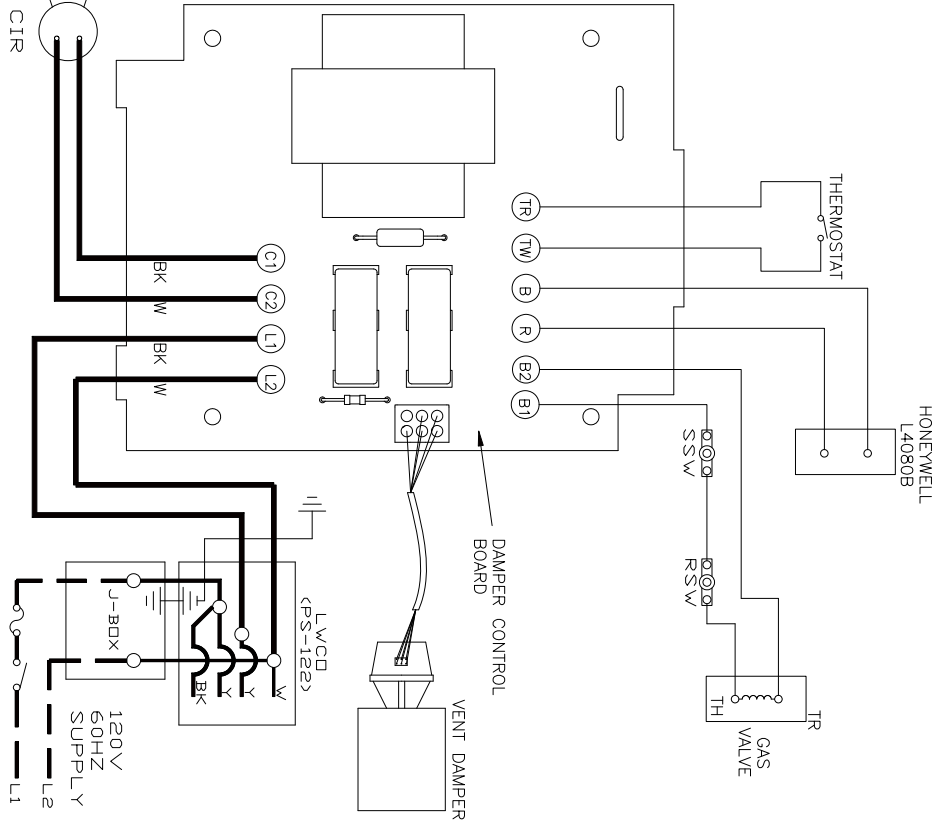 CIR
C1
C2
L1
L2
BK
W
BK
W
TR
TW
B
R
B2
B1
THERMOSTAT
HONEYWELL
L4080B
SSW
RSW
TR
TH
GAS
VALVE
DAMPER CONTROL
BOARD
VENT DAMPER
LWCO
<PS-122>
W
Y
Y
BK
J-BOX
120V
60HZ
SUPPLY
L2
L1